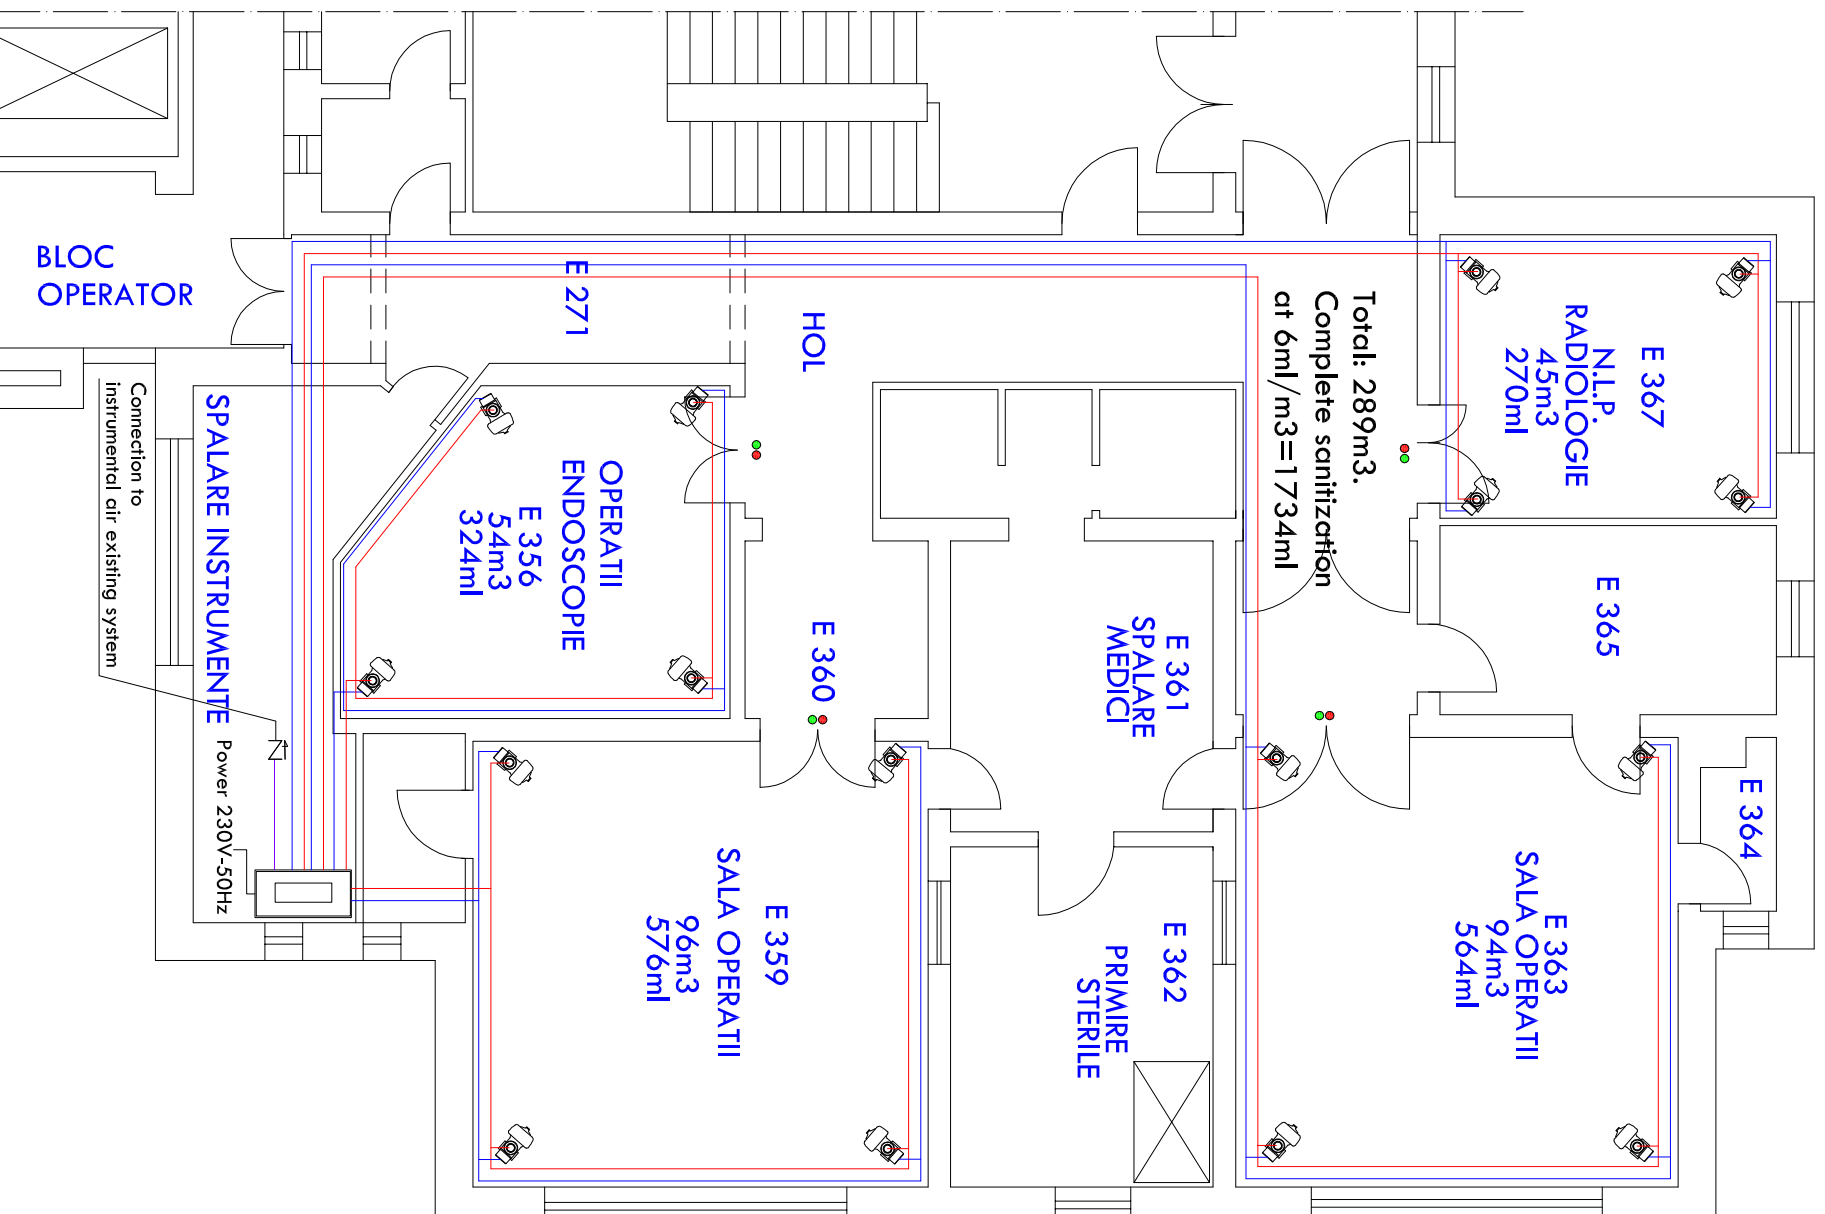 BLOC
OPERATOR
E 271
HOL
Total: 289m3.
Complete sanitization
at 6ml/m3=1734ml
E 367
N.L.P.
RADIOLOGIE
45m3
270ml
Connection to
instrumental air existing system
SPALARE INSTRUMENTE
Power 230V-50Hz
OPERATII
ENDOSCOPIE
E 356
54m3
324ml
E 360
E 361
SPALARE
MEDICI
E 365
E 364
E 359
SALA OPERATII
96m3
576ml
E 362
PRIMIRE
STERILE
E 363
SALA OPERATII
94m3
564ml